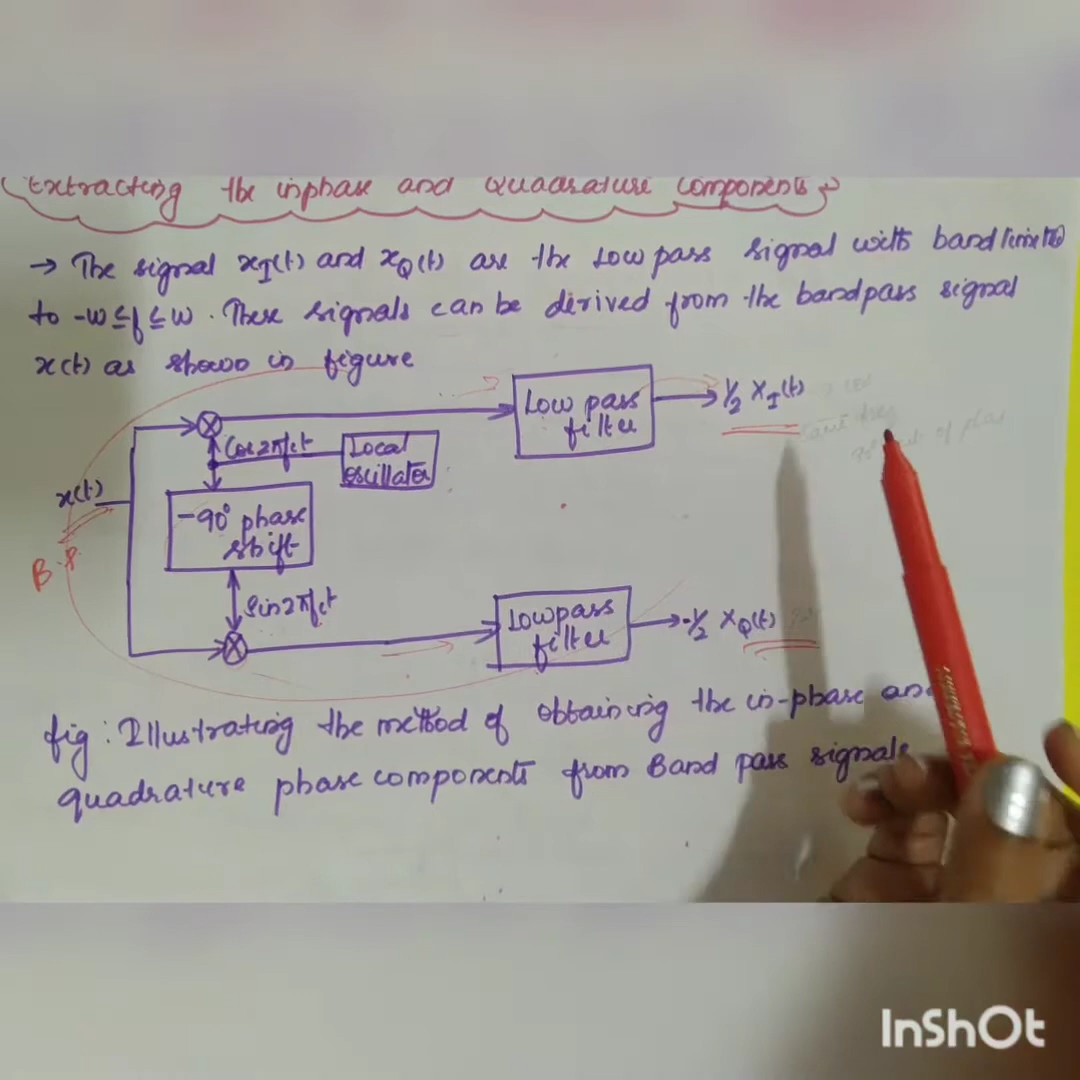 Extracting the inphase and Quadrature components
→ The signal xI(t) and xQ(t) are the Low pass signal with band limited
to -w≤f≤w. These signals can be derived from the bandpass signal
x(t) as shown in figure
Low pass
filter
1/2 XI(t)
Cos2πfct
Local
oscillator
x(t)
-90° phase
shift
B.P
Sin2πfct
Lowpass
filter
-1/2 XQ(t)
fig: Illustrating the method of obtaining the in-phase an
quadrature phase components from Band pass signals
InShOt